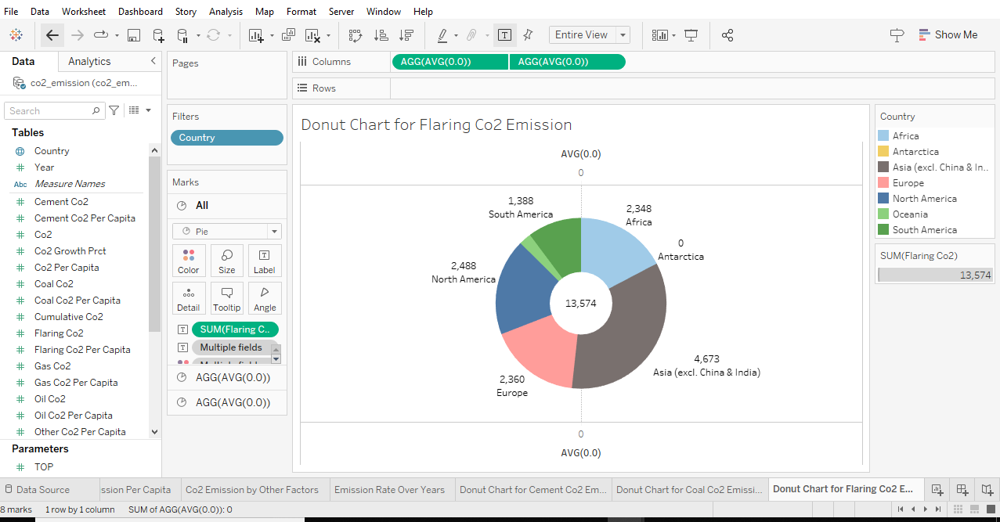 File Data Worksheet Dashboard Story Analysis Map Format Server Window Help
Entire View
Show Me
Data Analytics
co2_emission (co2_em...
Search
Tables
Country
Year
Abc Measure Names
Cement Co2
Cement Co2 Per Capita
Co2
Co2 Growth Prct
Co2 Per Capita
Coal Co2
Coal Co2 Per Capita
Cumulative Co2
Flaring Co2
Flaring Co2 Per Capita
Gas Co2
Gas Co2 Per Capita
Oil Co2
Oil Co2 Per Capita
Other Co2 Per Capita
Parameters
TOP
Pages
Filters
Country
Marks
All
Pie
Color Size Label
Detail Tooltip Angle
SUM(Flaring C..
Multiple fields
AGG(AVG(0.0))
AGG(AVG(0.0))
Columns AGG(AVG(0.0)) AGG(AVG(0.0))
Rows
Donut Chart for Flaring Co2 Emission
AVG(0.0)
0
1,388
South America
2,348
Africa
0
Antarctica
2,488
North America
13,574
4,673
Asia (excl. China & India)
2,360
Europe
0
AVG(0.0)
Country
Africa
Antarctica
Asia (excl. China & In..
Europe
North America
Oceania
South America
SUM(Flaring Co2)
13,574
Data Source ssion Per Capita Co2 Emission by Other Factors Emission Rate Over Years Donut Chart for Cement Co2 Em... Donut Chart for Coal Co2 Emissi... Donut Chart for Flaring Co2 E...
8 marks 1 row by 1 column SUM of AGG(AVG(0.0)): 0